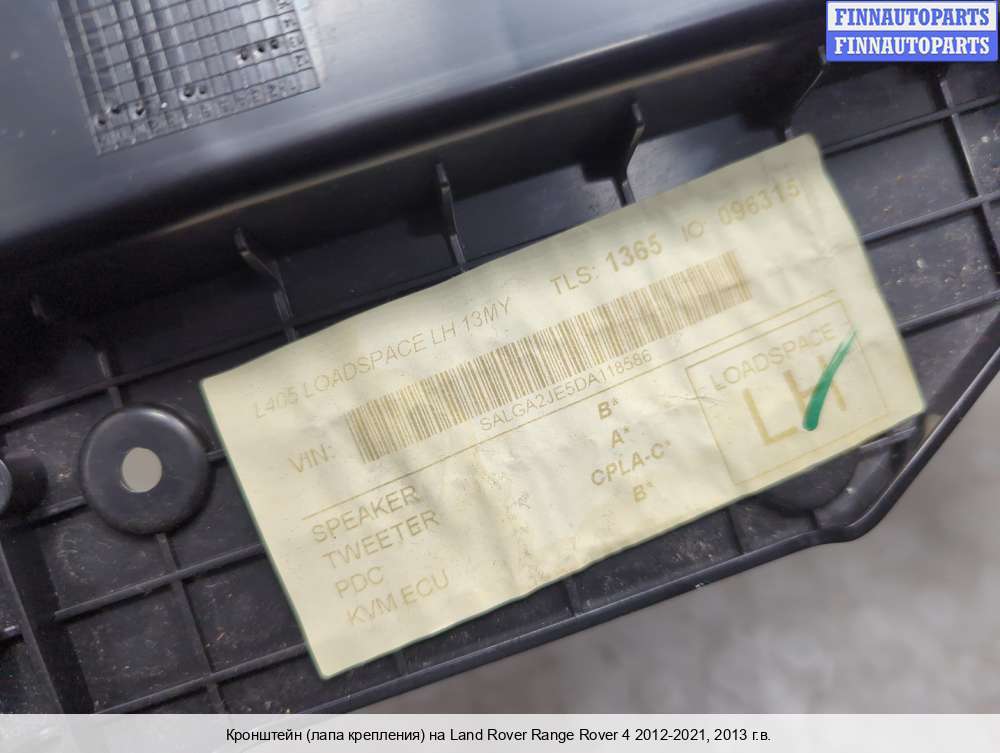 FINNAUTOPARTS
FINNAUTOPARTS
L405 LOADSPACE LH 13MY TLS: 1365 IO: 096315
VIN:
SALGA2JE5DA118586
SPEAKER B*
TWEETER A*
PDC CPLA-C*
KVM ECU B*
LOADSPACE
LH
Кронштейн (лапа крепления) на Land Rover Range Rover 4 2012-2021, 2013 г.в.